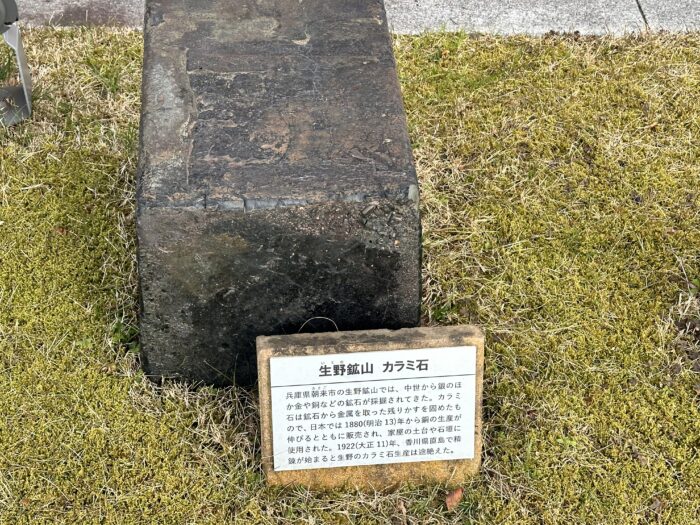 いくの
生野鉱山 カラミ石
あさご
兵庫県朝来市の生野鉱山では、中世から銀のほ
か金や銅などの鉱石が採掘されてきた。カラミ
石は鉱石から金属を取った残りかすを固めたも
ので、日本では1880(明治13)年から銅の生産が
伸びるとともに販売され、家屋の土台や石垣に
使用された。1922(大正11)年、香川県直島で精
錬が始まると生野のカラミ石生産は途絶えた。